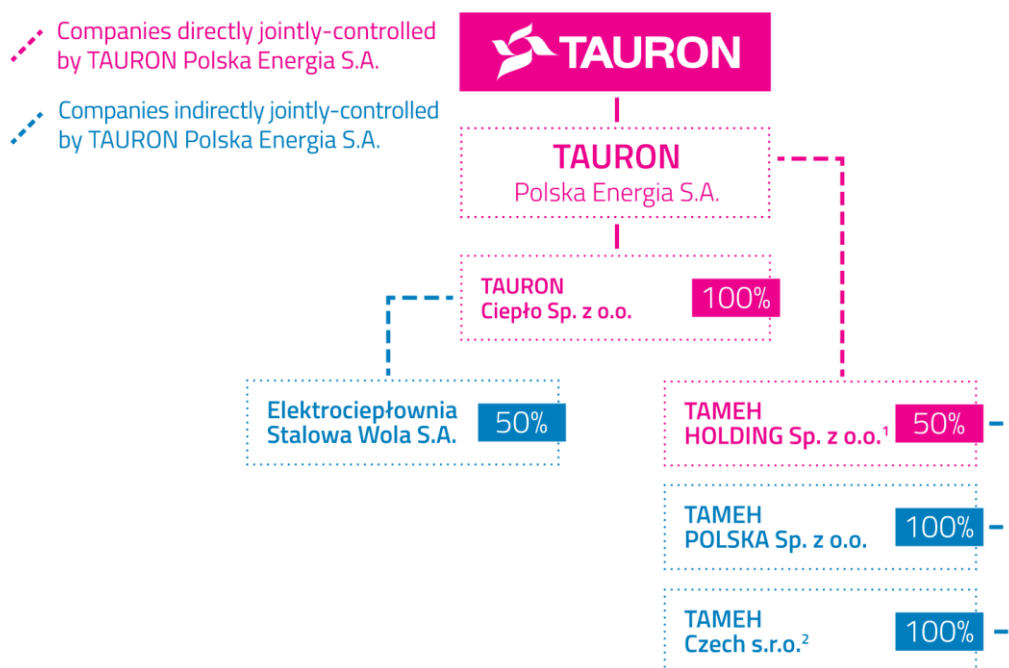 Companies directly jointly-controlled
by TAURON Polska Energia S.A.
Companies indirectly jointly-controlled
by TAURON Polska Energia S.A.
TAURON
TAURON
Polska Energia S.A.
TAURON
Ciepło Sp. z o.o.
100%
Elektrociepłownia
Stalowa Wola S.A.
50%
TAMEH
HOLDING Sp. z o.o.¹
50%
TAMEH
POLSKA Sp. z o.o.
100%
TAMEH
Czech s.r.o.²
100%